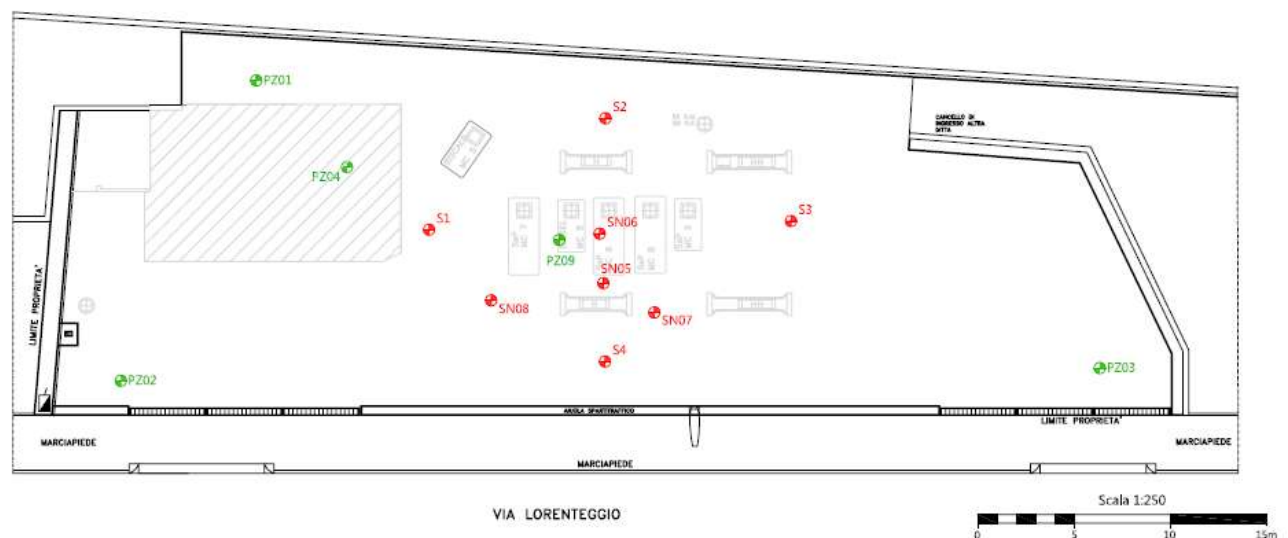 PZ01
S2
CANCELLO DI
INGRESSO ALTRA
DITTA
PZ04
S1
SN06
S3
PZ09
SN05
SN08
SN07
S4
LIMITE PROPRIETA'
PZ02
PZ03
AIUOLA SPARTITRAFFICO
LIMITE PROPRIETA'
MARCIAPIEDE
MARCIAPIEDE
MARCIAPIEDE
VIA LORENTEGGIO
Scala 1:250
0 5 10 15m